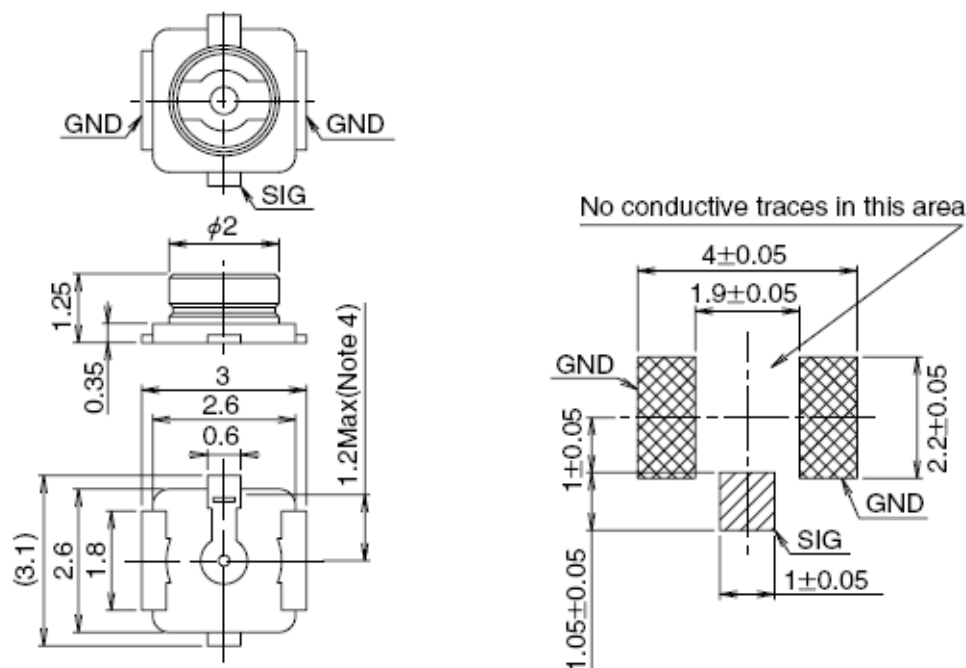 GND
GND
SIG
ϕ2
1.25
0.35
3
2.6
0.6
1.2Max(Note 4)
(3.1)
2.6
1.8
No conductive traces in this area
4±0.05
1.9±0.05
GND
1±0.05
2.2±0.05
GND
SIG
1.05±0.05
1±0.05